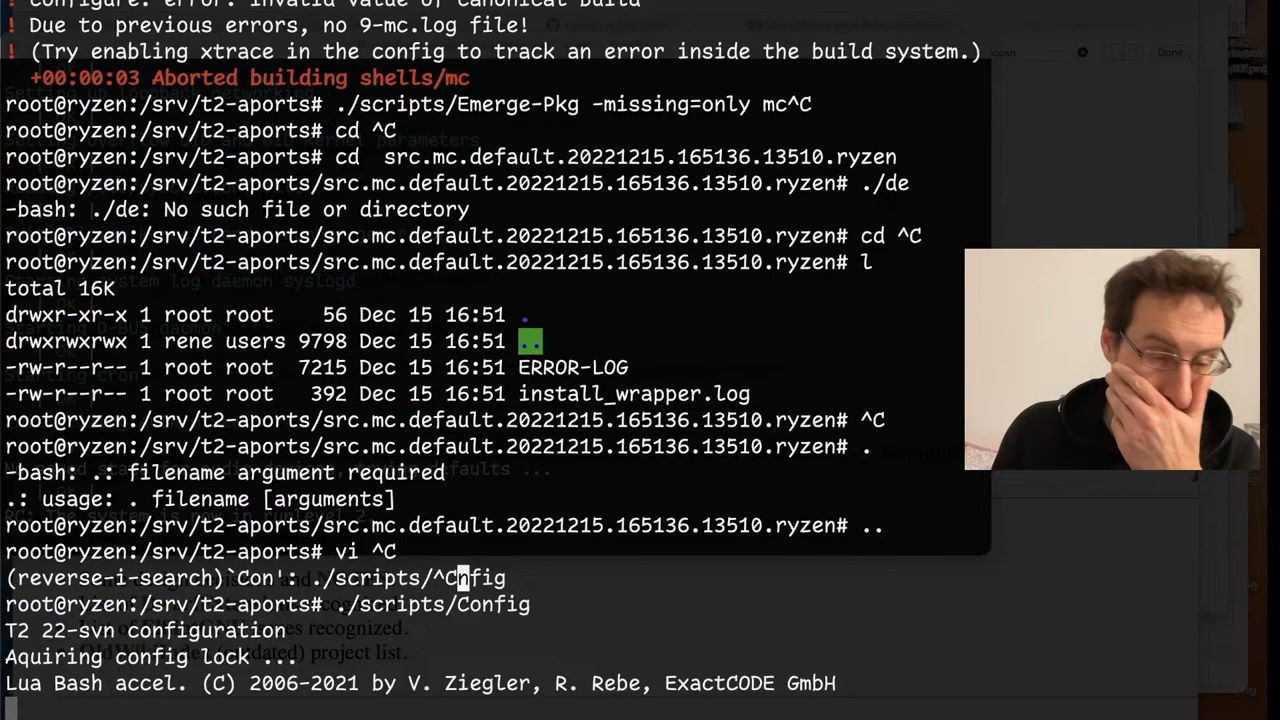 ! configure: error: invalid value of canonical build
! Due to previous errors, no 9-mc.log file!
! (Try enabling xtrace in the config to track an error inside the build system.)
+00:00:03 Aborted building shells/mc
root@ryzen:/srv/t2-aports# ./scripts/Emerge-Pkg -missing=only mc^C
root@ryzen:/srv/t2-aports# cd ^C
root@ryzen:/srv/t2-aports# cd  src.mc.default.20221215.165136.13510.ryzen
root@ryzen:/srv/t2-aports/src.mc.default.20221215.165136.13510.ryzen# ./de
-bash: ./de: No such file or directory
root@ryzen:/srv/t2-aports/src.mc.default.20221215.165136.13510.ryzen# cd ^C
root@ryzen:/srv/t2-aports/src.mc.default.20221215.165136.13510.ryzen# l
total 16K
drwxr-xr-x 1 root root    56 Dec 15 16:51 .
drwxrwxrwx 1 rene users 9798 Dec 15 16:51 ..
-rw-r--r-- 1 root root  7215 Dec 15 16:51 ERROR-LOG
-rw-r--r-- 1 root root   392 Dec 15 16:51 install_wrapper.log
root@ryzen:/srv/t2-aports/src.mc.default.20221215.165136.13510.ryzen# ^C
root@ryzen:/srv/t2-aports/src.mc.default.20221215.165136.13510.ryzen# .
-bash: .: filename argument required
.: usage: . filename [arguments]
root@ryzen:/srv/t2-aports/src.mc.default.20221215.165136.13510.ryzen# ..
root@ryzen:/srv/t2-aports# vi ^C
(reverse-i-search)`Con': ./scripts/^Cnfig
root@ryzen:/srv/t2-aports# ./scripts/Config
T2 22-svn configuration
Aquiring config lock ...
Lua Bash accel. (C) 2006-2021 by V. Ziegler, R. Rebe, ExactCODE GmbH
Done